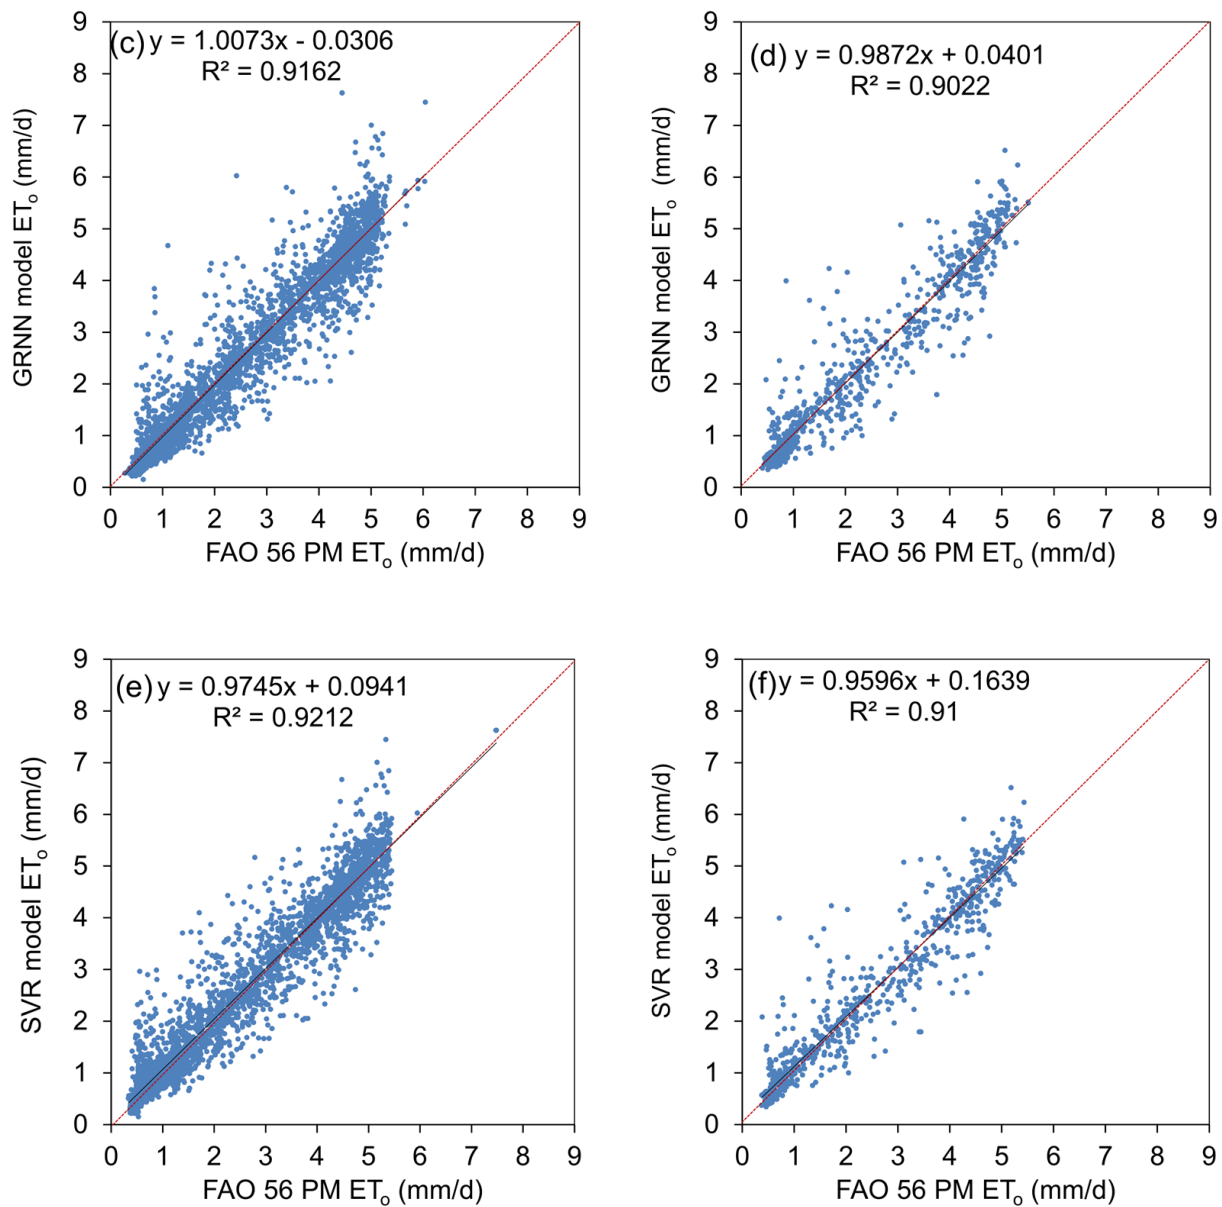 (c) y = 1.0073x - 0.0306
R² = 0.9162
9
8
7
6
5
4
3
2
1
0
GRNN model ETo (mm/d)
0 1 2 3 4 5 6 7 8 9
FAO 56 PM ETo (mm/d)
(d) y = 0.9872x + 0.0401
R² = 0.9022
9
8
7
6
5
4
3
2
1
0
GRNN model ETo (mm/d)
0 1 2 3 4 5 6 7 8 9
FAO 56 PM ETo (mm/d)
(e) y = 0.9745x + 0.0941
R² = 0.9212
9
8
7
6
5
4
3
2
1
0
SVR model ETo (mm/d)
0 1 2 3 4 5 6 7 8 9
FAO 56 PM ETo (mm/d)
(f) y = 0.9596x + 0.1639
R² = 0.91
9
8
7
6
5
4
3
2
1
0
SVR model ETo (mm/d)
0 1 2 3 4 5 6 7 8 9
FAO 56 PM ETo (mm/d)